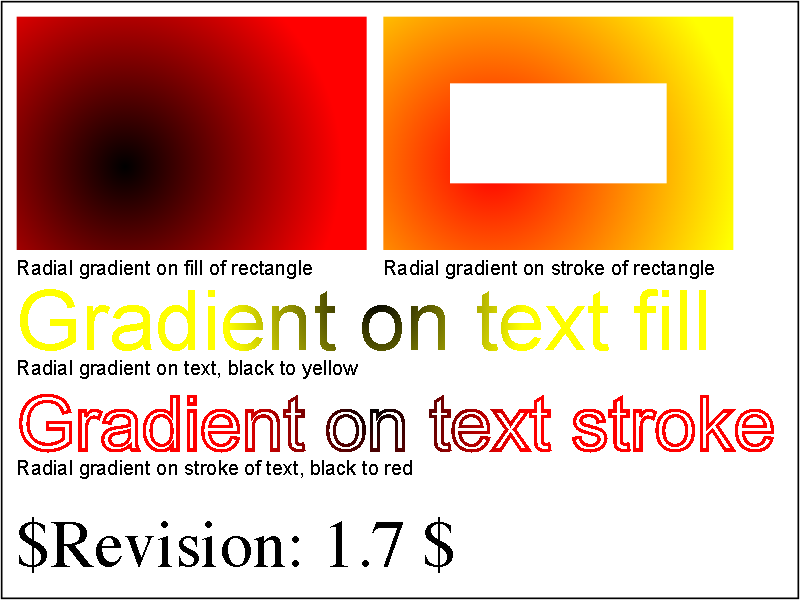 Radial gradient on fill of rectangle
Radial gradient on stroke of rectangle
Gradient on text fill
Radial gradient on text, black to yellow
Gradient on text stroke
Radial gradient on stroke of text, black to red
$Revision: 1.7 $